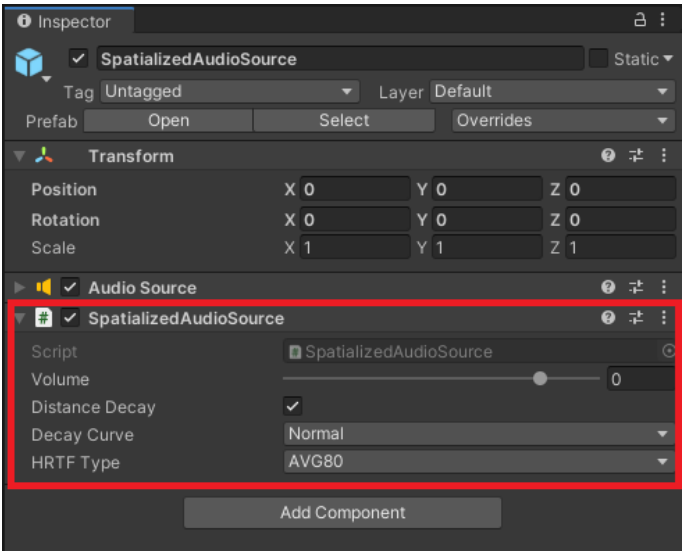 Inspector
SpatializedAudioSource Static
Tag Untagged Layer Default
Prefab Open Select Overrides
Transform
Position X 0 Y 0 Z 0
Rotation X 0 Y 0 Z 0
Scale X 1 Y 1 Z 1
Audio Source
# SpatializedAudioSource
Script # SpatializedAudioSource
Volume 0
Distance Decay
Decay Curve Normal
HRTF Type AVG80
Add Component